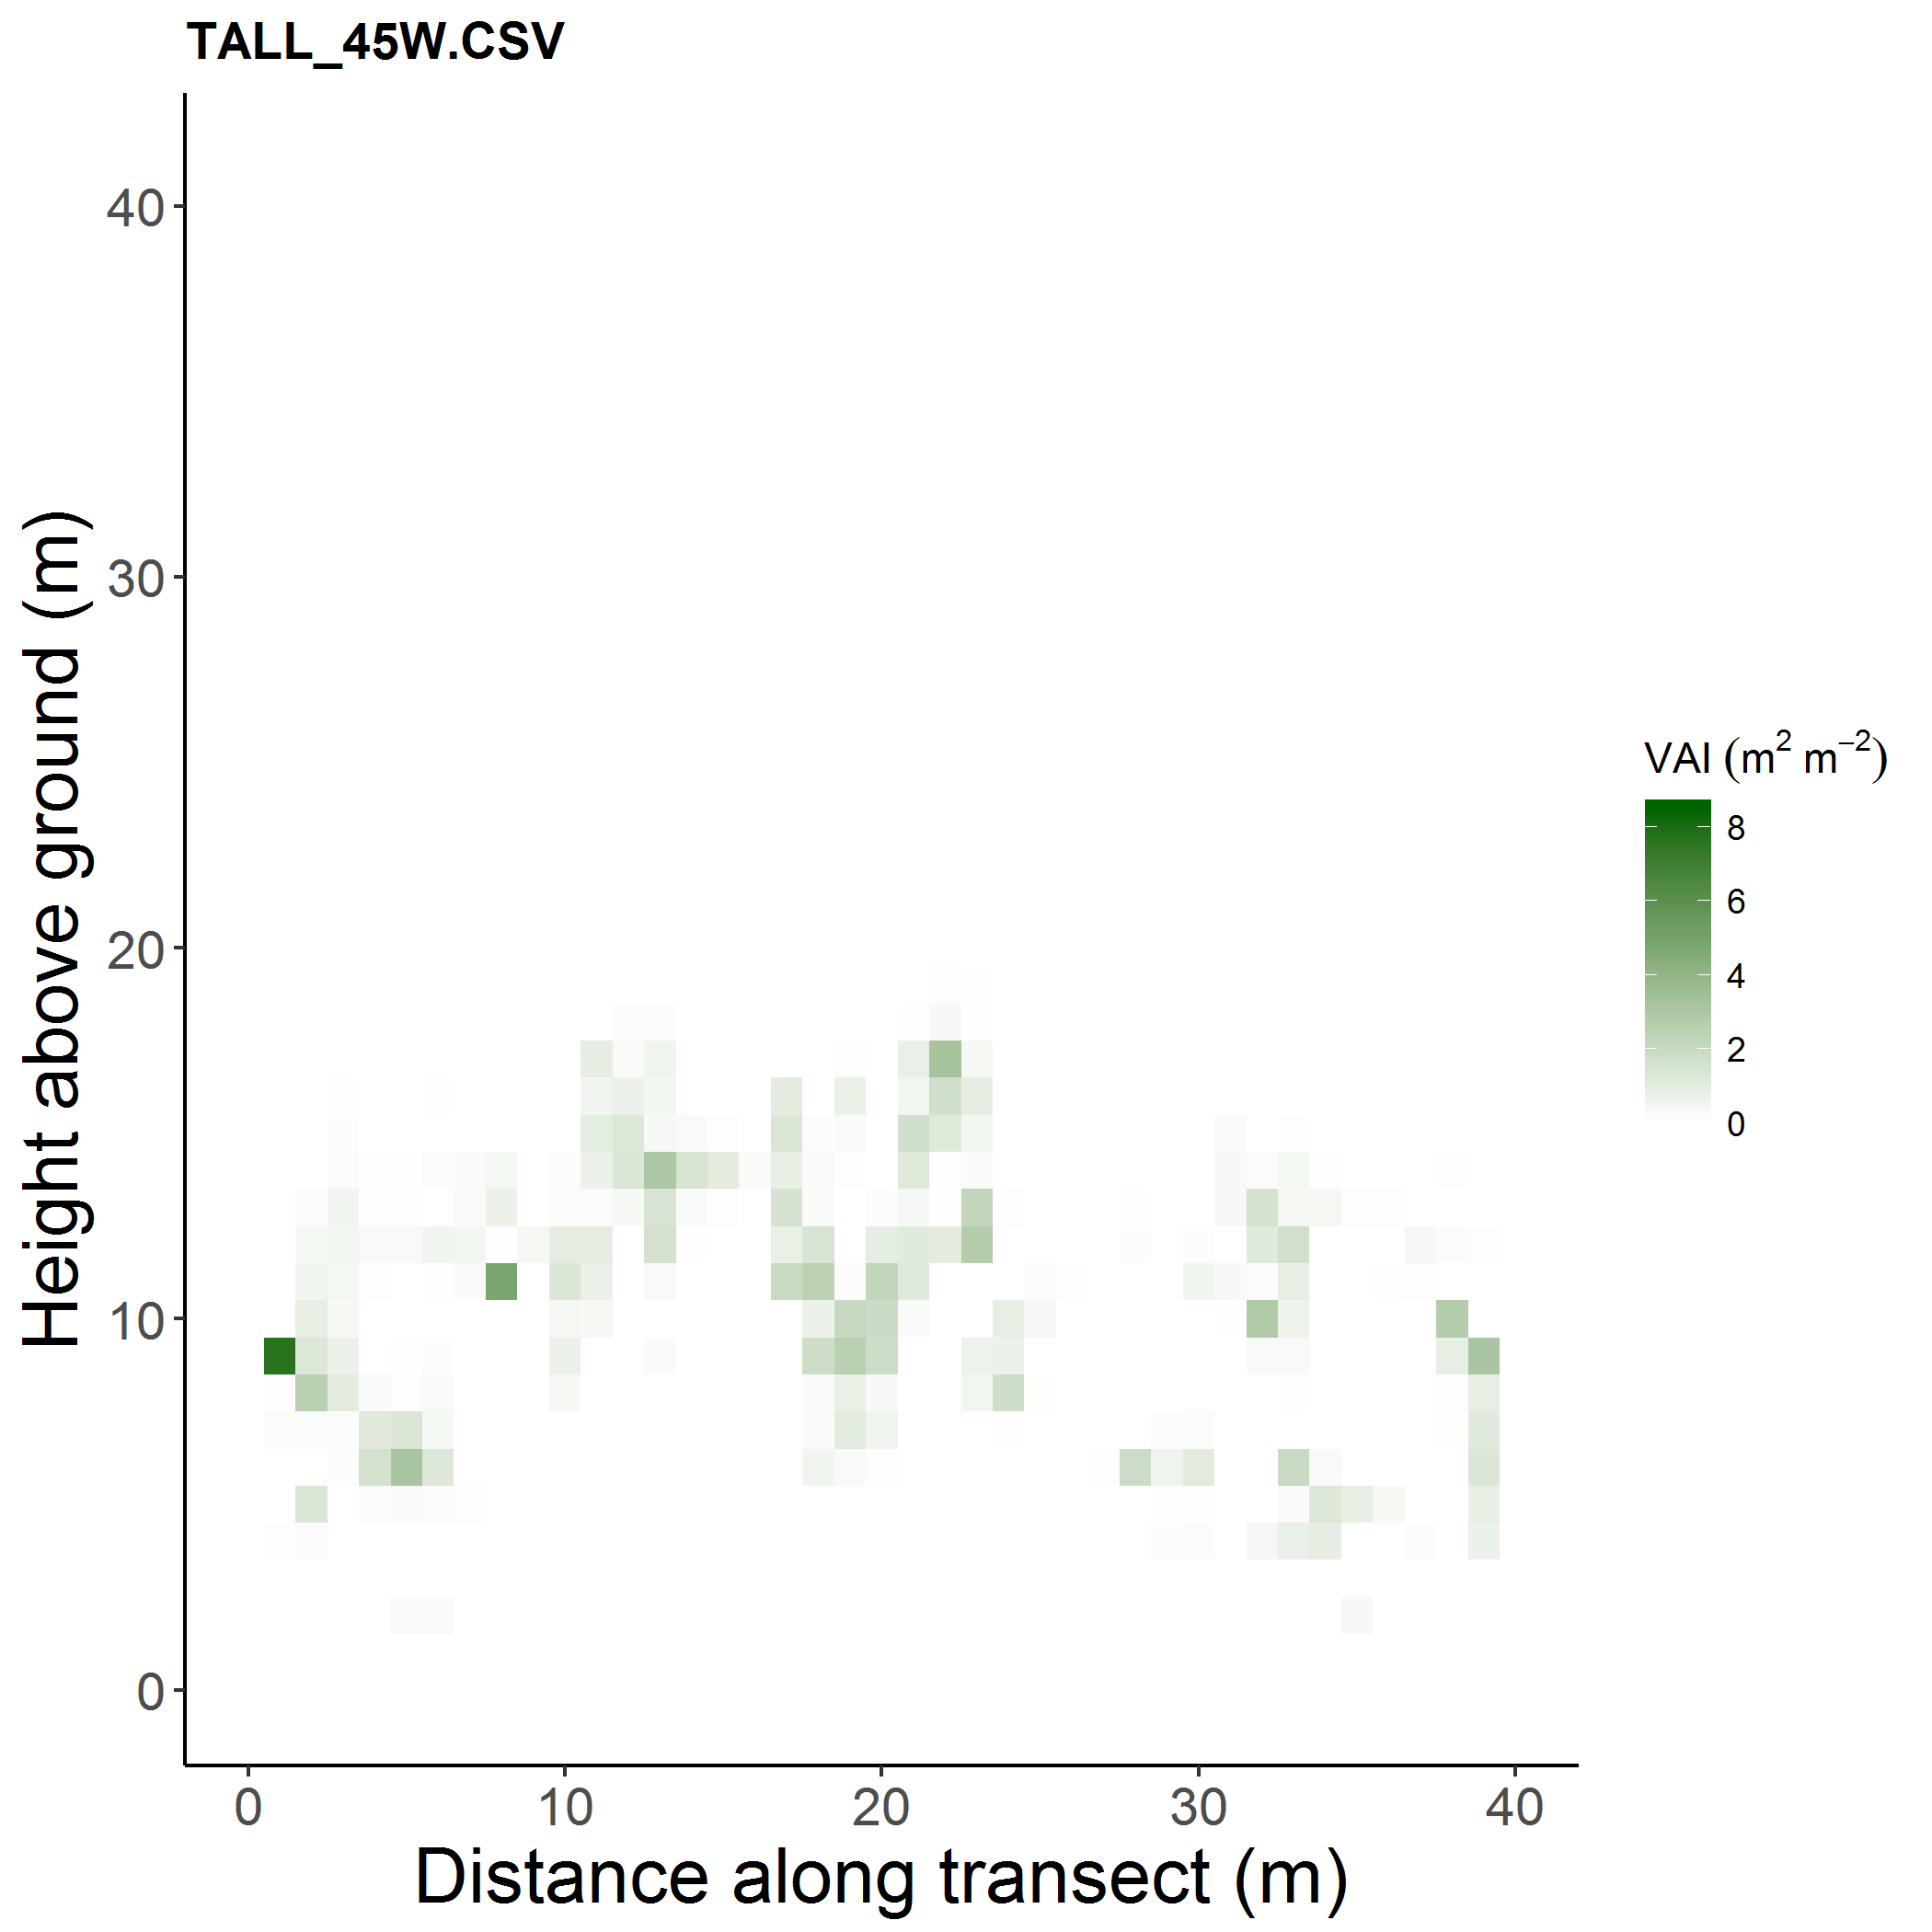 TALL_45W.CSV
Height above ground (m)
40
30
20
10
0
0 10 20 30 40
Distance along transect (m)
VAI (m² m⁻²)
8
6
4
2
0